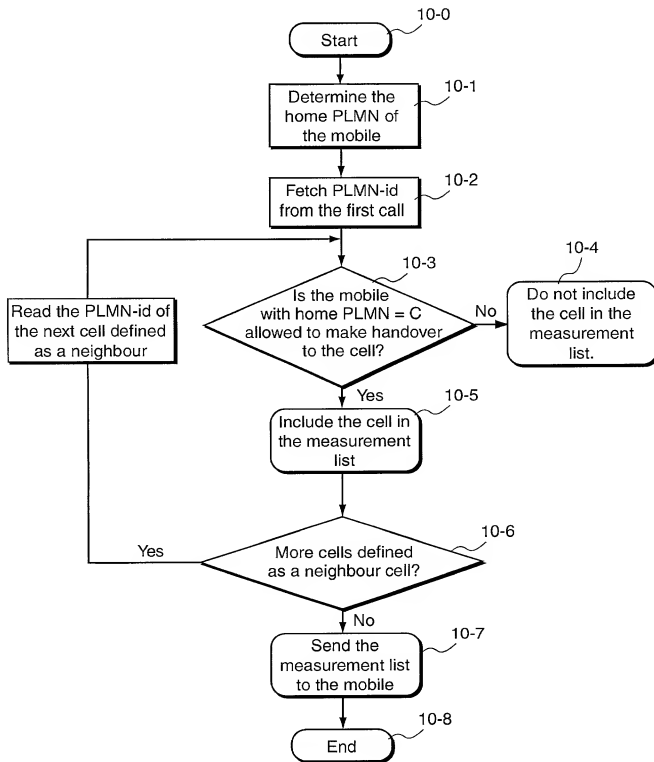 10-0
Start
10-1
Determine the
home PLMN of
the mobile
10-2
Fetch PLMN-id
from the first call
10-3
Is the mobile
with home PLMN = C
allowed to make handover
to the cell?
No
10-4
Do not include
the cell in the
measurement
list.
Read the PLMN-id of
the next cell defined
as a neighbour
Yes
10-5
Include the cell in
the measurement
list
10-6
More cells defined
as a neighbour cell?
Yes
No
10-7
Send the
measurement list
to the mobile
10-8
End